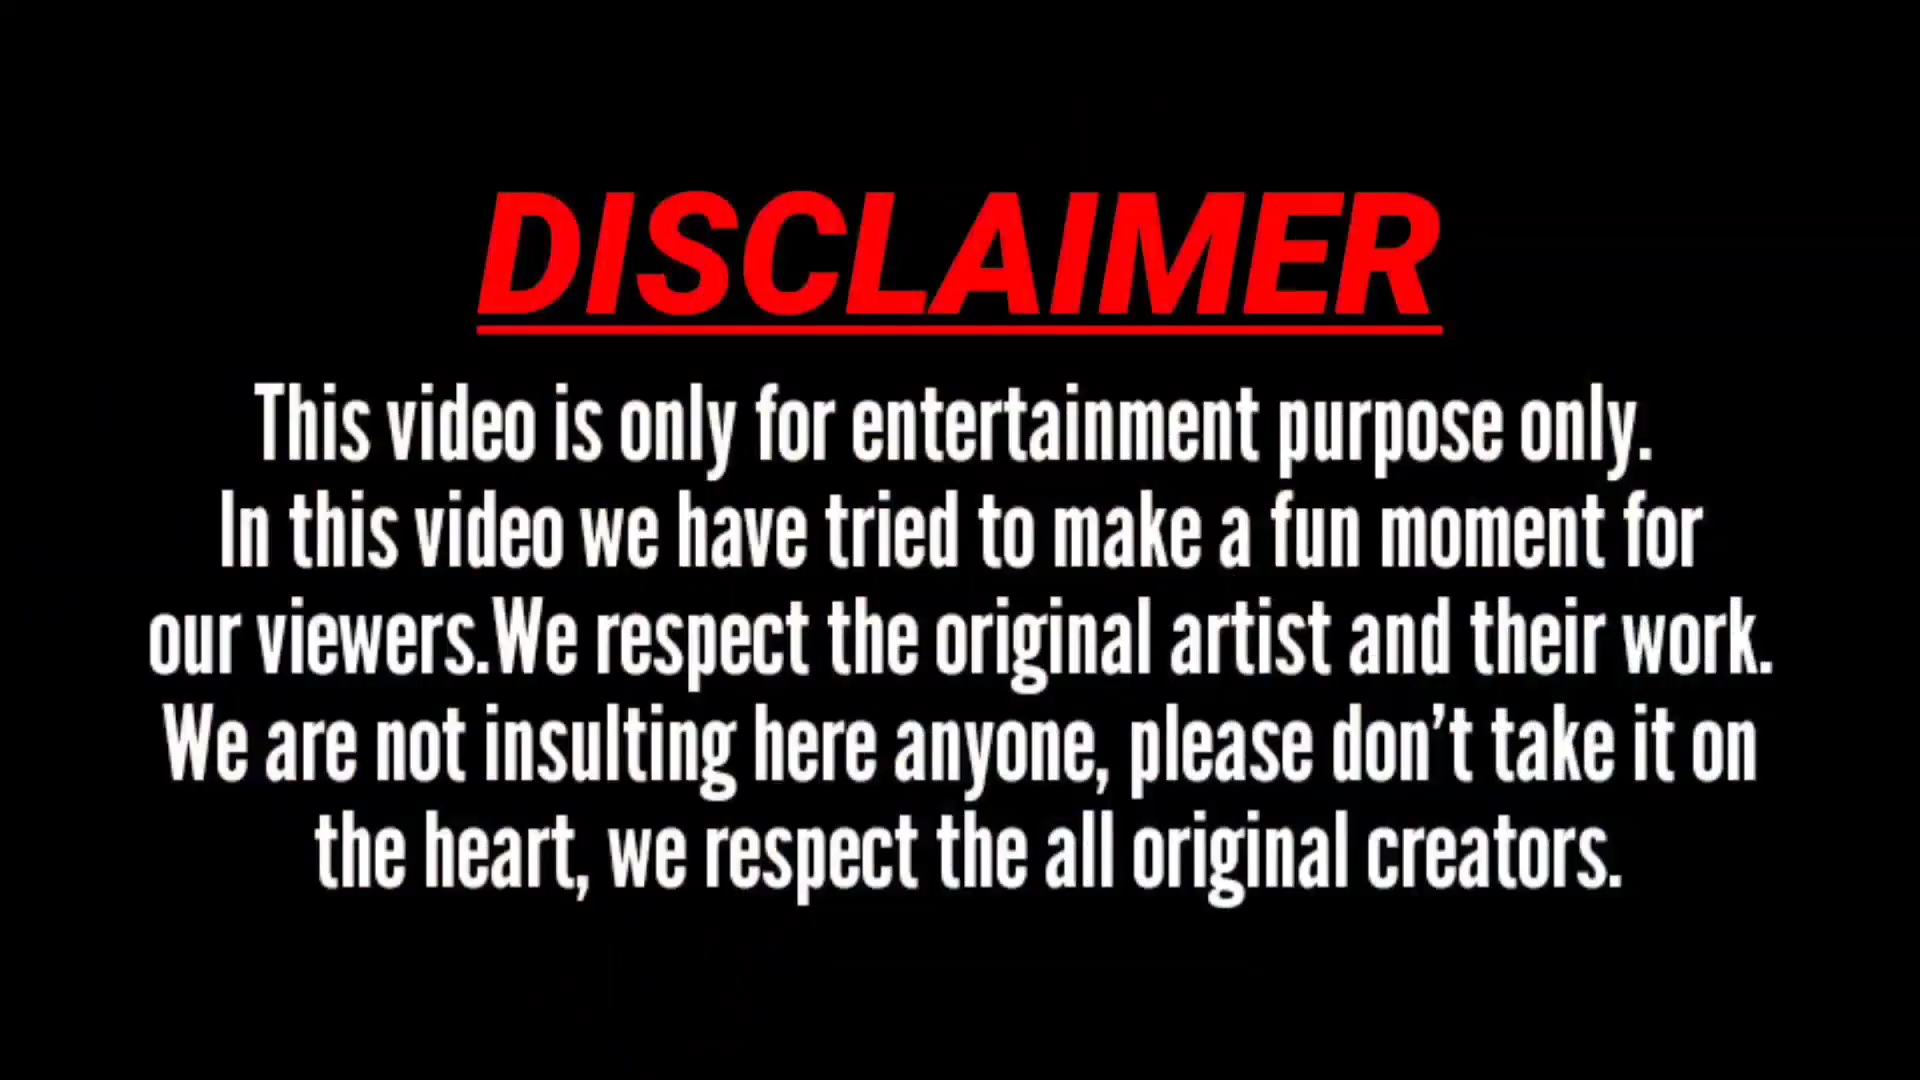 DISCLAIMER
This video is only for entertainment purpose only.
In this video we have tried to make a fun moment for
our viewers.We respect the original artist and their work.
We are not insulting here anyone, please don’t take it on
the heart, we respect the all original creators.